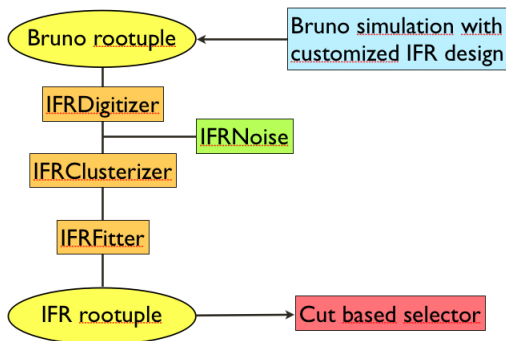 Bruno rootuple
Bruno simulation with
customized IFR design
IFRDigitizer
IFRNoise
IFRClusterizer
IFRFitter
IFR rootuple
Cut based selector